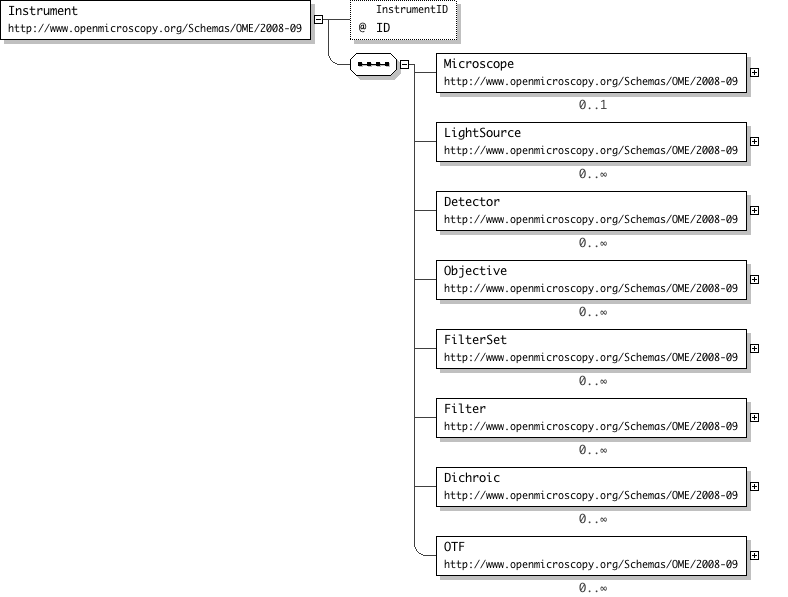 Instrument
http://www.openmicroscopy.org/Schemas/OME/2008-09
InstrumentID
@ ID
Microscope
http://www.openmicroscopy.org/Schemas/OME/2008-09
0..1
LightSource
http://www.openmicroscopy.org/Schemas/OME/2008-09
0..∞
Detector
http://www.openmicroscopy.org/Schemas/OME/2008-09
0..∞
Objective
http://www.openmicroscopy.org/Schemas/OME/2008-09
0..∞
FilterSet
http://www.openmicroscopy.org/Schemas/OME/2008-09
0..∞
Filter
http://www.openmicroscopy.org/Schemas/OME/2008-09
0..∞
Dichroic
http://www.openmicroscopy.org/Schemas/OME/2008-09
0..∞
OTF
http://www.openmicroscopy.org/Schemas/OME/2008-09
0..∞